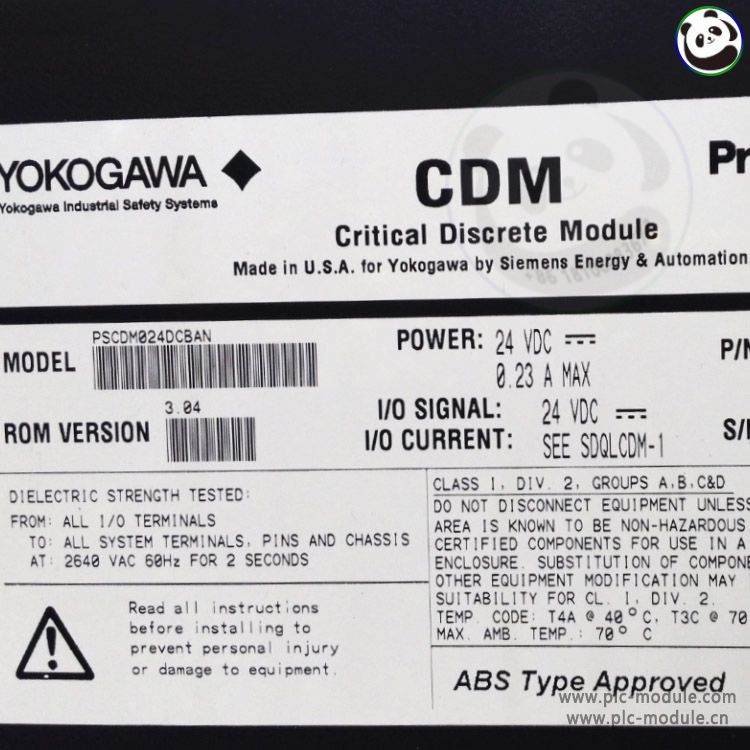 YOKOGAWA
Yokogawa Industrial Safety Systems
CDM
Critical Discrete Module
Made in U.S.A. for Yokogawa by Siemens Energy & Automation
Pr
MODEL
PSCDM024DCBAN
ROM VERSION
3.04
POWER: 24 VDC
0.23 A MAX
I/O SIGNAL: 24 VDC
I/O CURRENT: SEE SDQLCDM-1
P/N
S/
DIELECTRIC STRENGTH TESTED:
FROM: ALL I/O TERMINALS
TO: ALL SYSTEM TERMINALS, PINS AND CHASSIS
AT: 2640 VAC 60Hz FOR 2 SECONDS
Read all instructions
before installing to
prevent personal injury
or damage to equipment.
CLASS I, DIV. 2, GROUPS A,B,C&D
DO NOT DISCONNECT EQUIPMENT UNLESS
AREA IS KNOWN TO BE NON-HAZARDOUS
CERTIFIED COMPONENTS FOR USE IN A
ENCLOSURE. SUBSTITUTION OF COMPONE
OTHER EQUIPMENT MODIFICATION MAY
SUITABILITY FOR CL. I, DIV. 2.
TEMP. CODE: T4A @ 40° C, T3C @ 70
MAX. AMB. TEMP.: 70° C
ABS Type Approved
www.plc-module.com
www.plc-module.cn